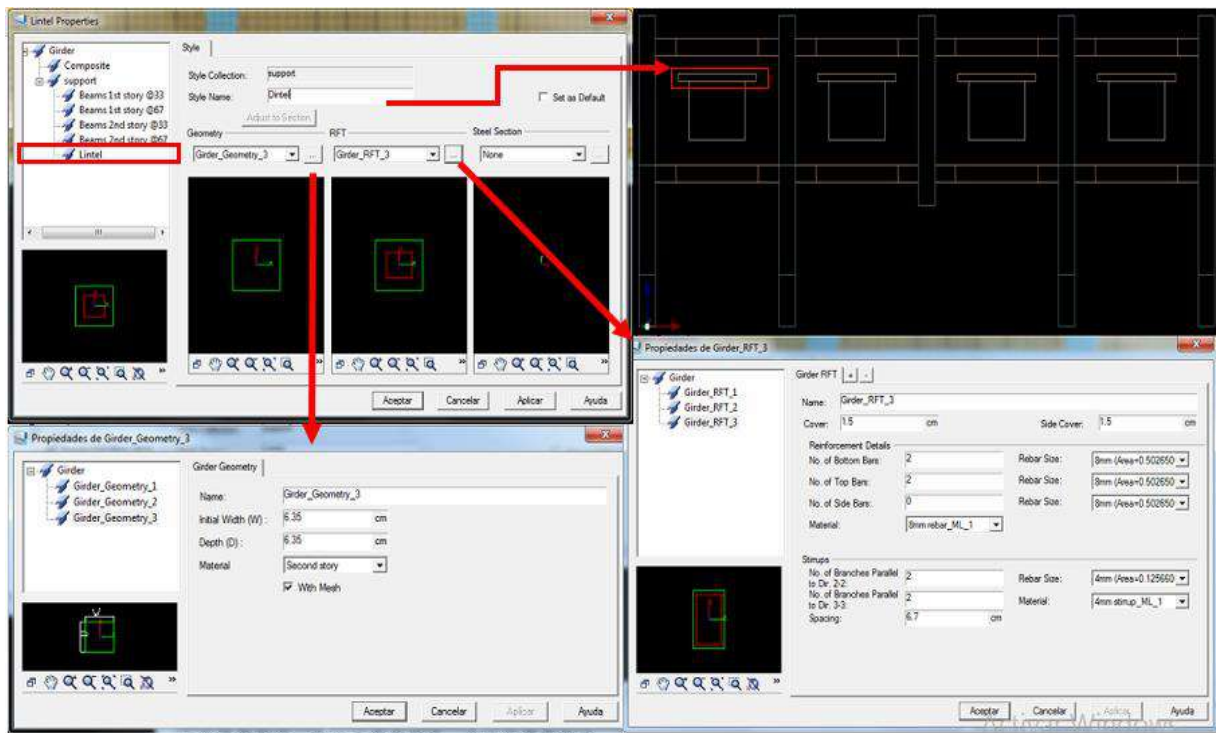 Lintel Properties
Girder
Composite
support
Beams 1st story @33
Beams 1st story @67
Beams 2nd story @33
Beams 2nd story @67
Lintel
Style
Style Collection: support
Style Name: Dintel
Set as Default
Adjust to Section
Geometry RFT Steel Section
Girder_Geometry_3 ... Girder_RFT_3 ... None ...
Aceptar Cancelar Aplicar Ayuda
Propiedades de Girder_Geometry_3
Girder
Girder_Geometry_1
Girder_Geometry_2
Girder_Geometry_3
Girder Geometry
Name: Girder_Geometry_3
Initial Width (W) : 6.35 cm
Depth (D) : 6.35 cm
Material Second story
With Mesh
Aceptar Cancelar Aplicar Ayuda
Propiedades de Girder_RFT_3
Girder
Girder_RFT_1
Girder_RFT_2
Girder_RFT_3
Girder RFT + -
Name: Girder_RFT_3
Cover: 1.5 cm Side Cover: 1.5 cm
Reinforcement Details
No. of Bottom Bars: 2 Rebar Size: 8mm (Area=0.502650
No. of Top Bars: 2 Rebar Size: 8mm (Area=0.502650
No. of Side Bars: 0 Rebar Size: 8mm (Area=0.502650
Material: 8mm rebar_ML_1
Stirrups
No. of Branches Parallel to Dir. 2-2: 2 Rebar Size: 4mm (Area=0.125660
No. of Branches Parallel to Dir. 3-3: 2 Material: 4mm stirrup_ML_1
Spacing: 6.7 cm
Aceptar Cancelar Aplicar Ayuda
Activar Windows